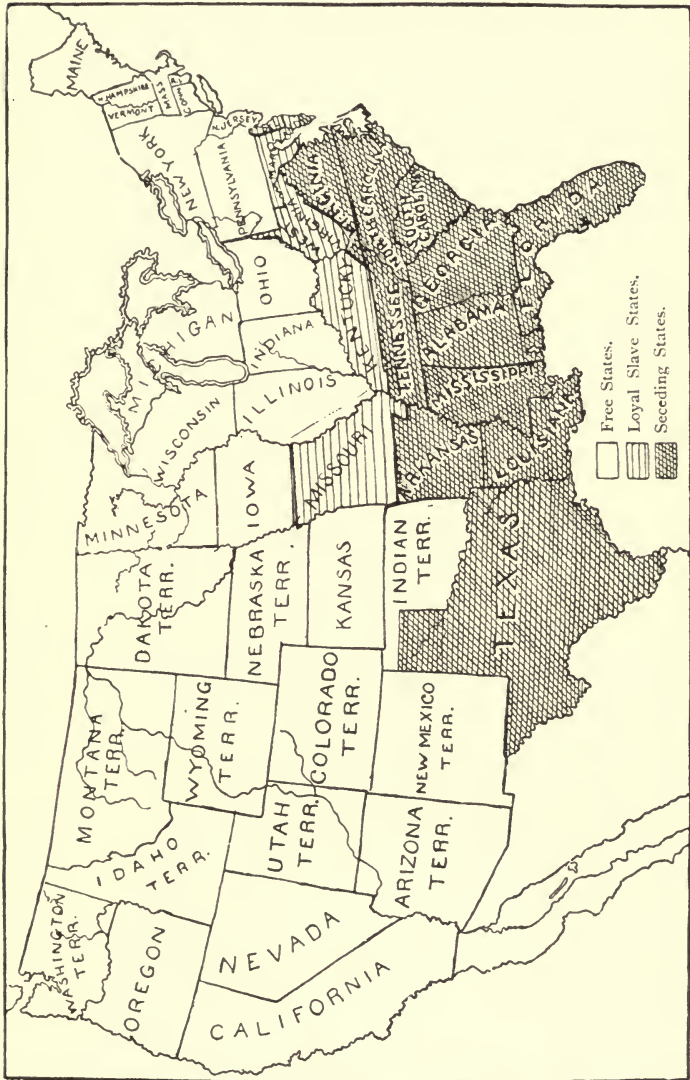 WASHINGTON
TERR.
OREGON
CALIFORNIA
NEVADA
IDAHO
TERR.
MONTANA
TERR.
WYOMING
TERR.
UTAH
TERR.
ARIZONA
TERR.
COLORADO
TERR.
NEW MEXICO
TERR.
DAKOTA
TERR.
NEBRASKA
TERR.
KANSAS
INDIAN
TERR.
TEXAS
MINNESOTA
IOWA
MISSOURI
ARKANSAS
LOUISIANA
WISCONSIN
ILLINOIS
MICHIGAN
INDIANA
OHIO
KENTUCKY
TENNESSEE
MISSISSIPPI
ALABAMA
GEORGIA
FLORIDA
SOUTH
CAROLINA
NORTH CAROLINA
VIRGINIA
W. VIRGINIA
PENNSYLVANIA
N. JERSEY
NEW YORK
VERMONT
N. HAMPSHIRE
MASS
CONN
R.
MAINE
Free States.
Loyal Slave States.
Seceding States.